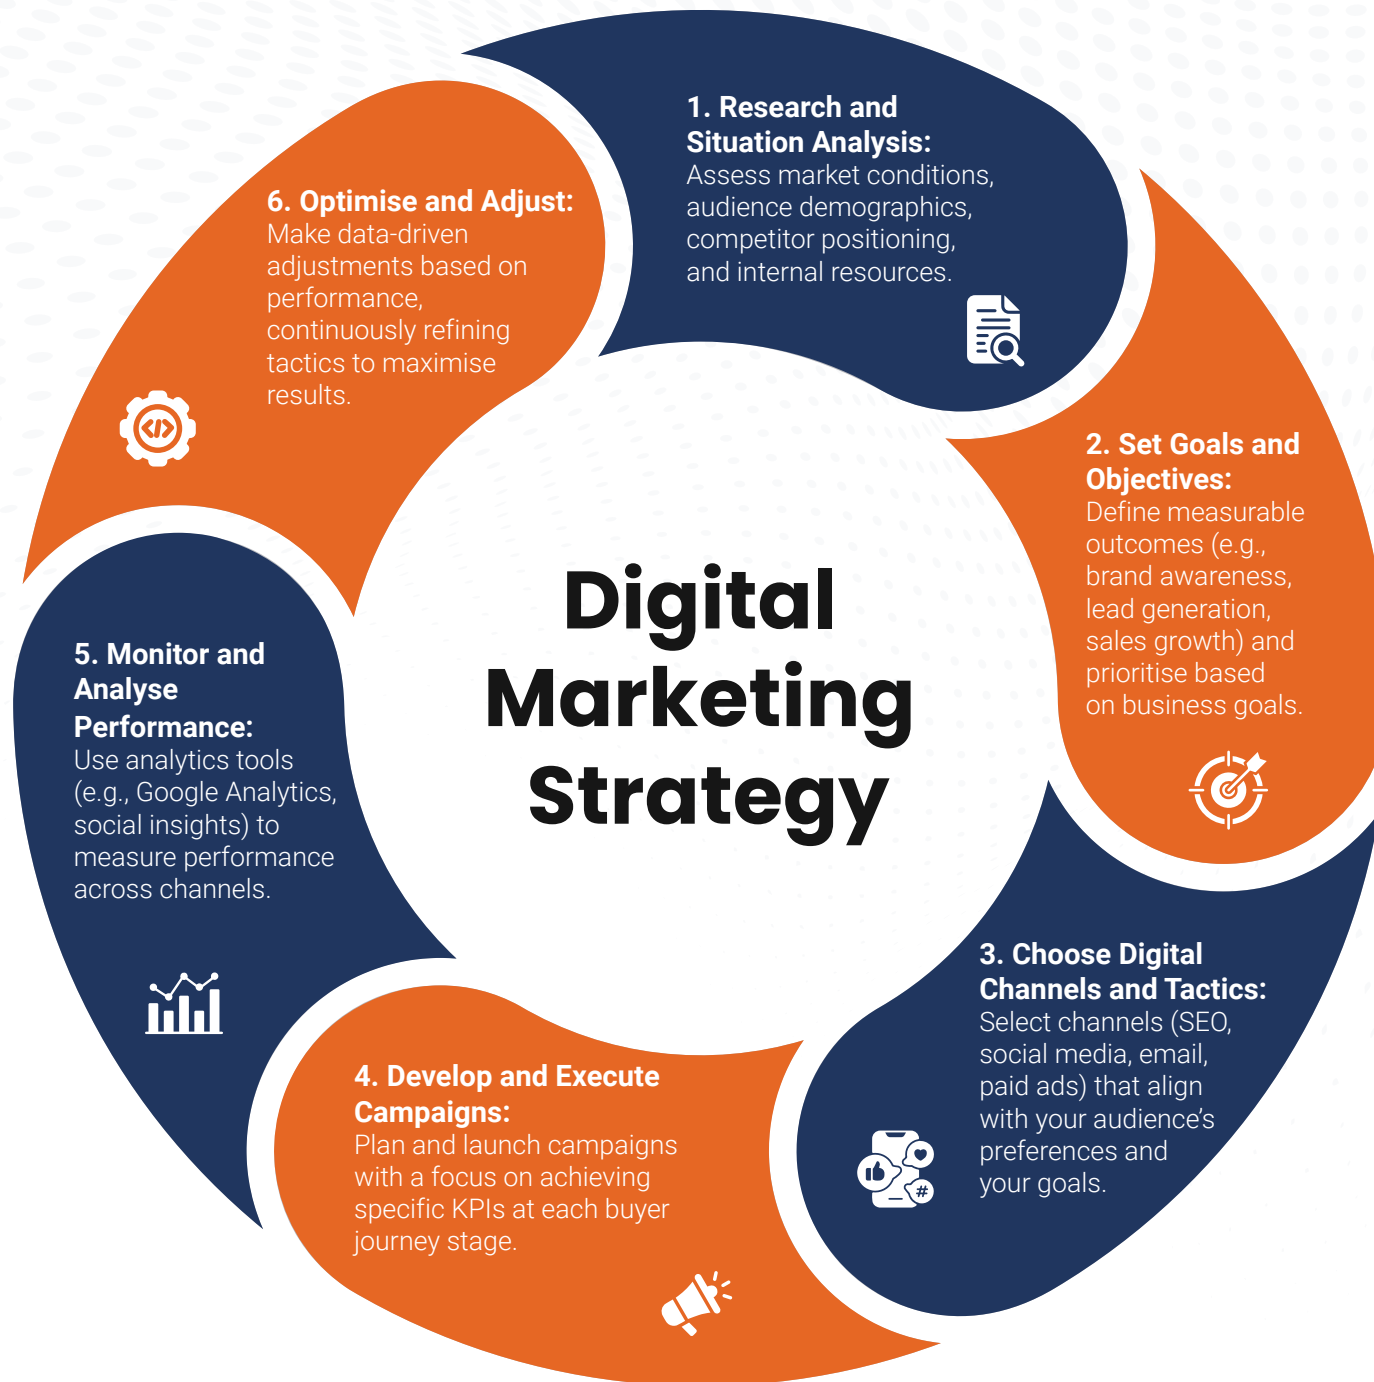 1. Research and
Situation Analysis:
Assess market conditions,
audience demographics,
competitor positioning,
and internal resources.
2. Set Goals and
Objectives:
Define measurable
outcomes (e.g.,
brand awareness,
lead generation,
sales growth) and
prioritise based
on business goals.
3. Choose Digital
Channels and Tactics:
Select channels (SEO,
social media, email,
paid ads) that align
with your audience’s
preferences and
your goals.
#
4. Develop and Execute
Campaigns:
Plan and launch campaigns
with a focus on achieving
specific KPIs at each buyer
journey stage.
5. Monitor and
Analyse
Performance:
Use analytics tools
(e.g., Google Analytics,
social insights) to
measure performance
across channels.
6. Optimise and Adjust:
Make data-driven
adjustments based on
performance,
continuously refining
tactics to maximise
results.
</>
Digital
Marketing
Strategy